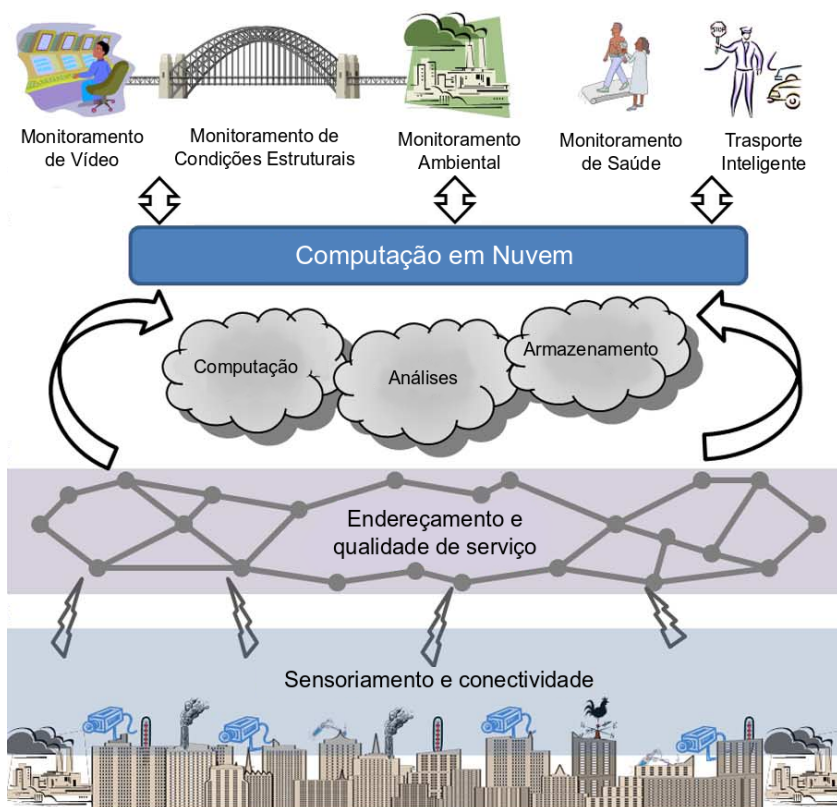 STOP
Monitoramento
de Vídeo
Monitoramento de
Condições Estruturais
Monitoramento
Ambiental
Monitoramento
de Saúde
Trasporte
Inteligente
Computação em Nuvem
Computação
Análises
Armazenamento
Endereçamento e
qualidade de serviço
Sensoriamento e conectividade